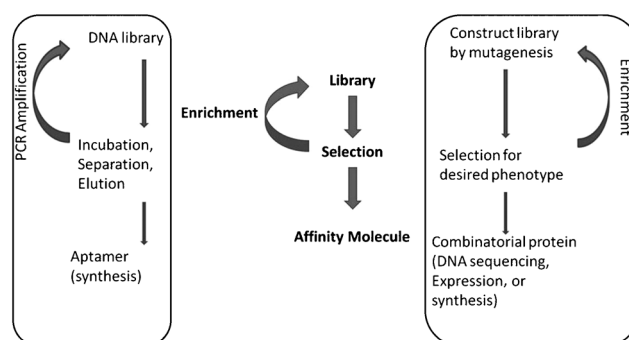 PCR Amplification
DNA library
Incubation,
Separation,
Elution
Aptamer
(synthesis)
Enrichment
Library
Selection
Affinity Molecule
Construct library
by mutagenesis
Enrichment
Selection for
desired phenotype
Combinatorial protein
(DNA sequencing,
Expression, or
synthesis)